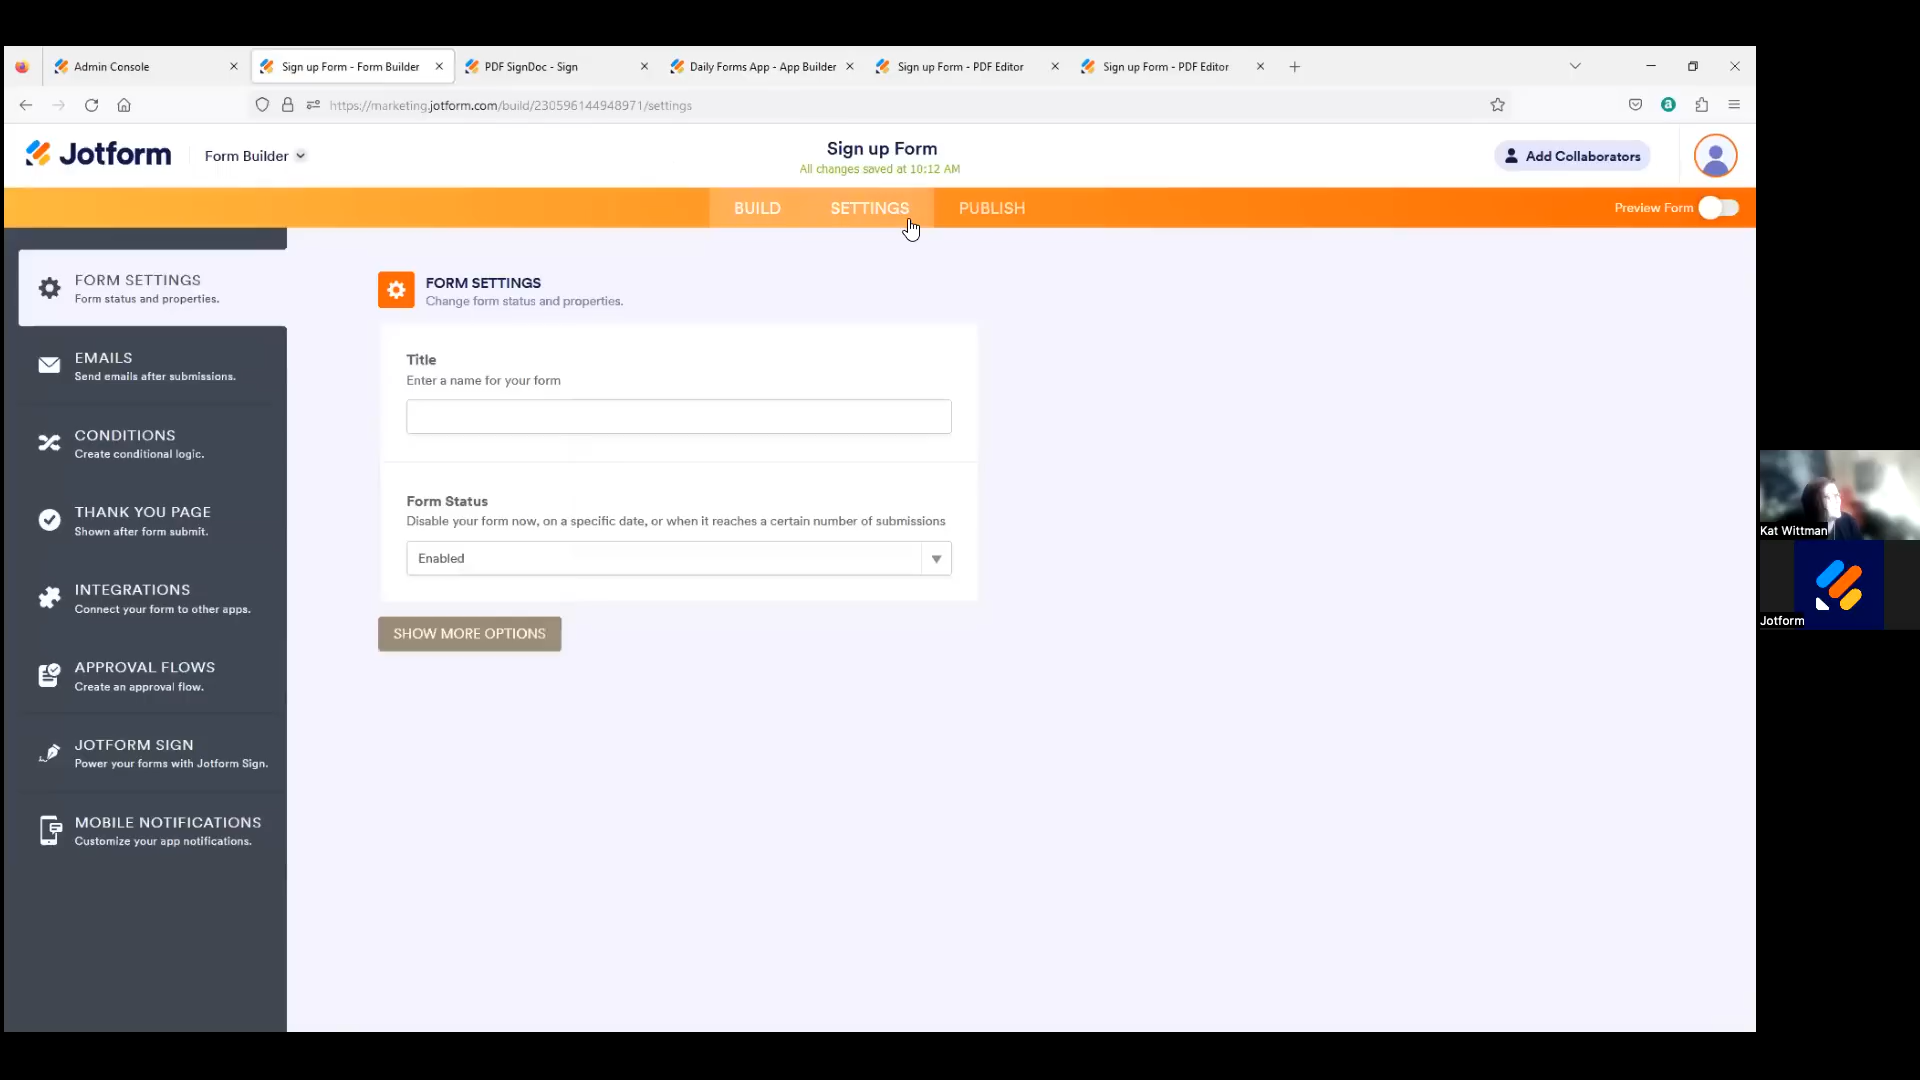 Admin Console
Sign up Form - Form Builder
PDF SignDoc - Sign
Daily Forms App - App Builder
Sign up Form - PDF Editor
Sign up Form - PDF Editor
https://marketing.jotform.com/build/230596144948971/settings
Jotform
Form Builder
Sign up Form
All changes saved at 10:12 AM
Add Collaborators
BUILD
SETTINGS
PUBLISH
Preview Form
FORM SETTINGS
Form status and properties.
EMAILS
Send emails after submissions.
CONDITIONS
Create conditional logic.
THANK YOU PAGE
Shown after form submit.
INTEGRATIONS
Connect your form to other apps.
APPROVAL FLOWS
Create an approval flow.
JOTFORM SIGN
Power your forms with Jotform Sign.
MOBILE NOTIFICATIONS
Customize your app notifications.
FORM SETTINGS
Change form status and properties.
Title
Enter a name for your form
Form Status
Disable your form now, on a specific date, or when it reaches a certain number of submissions
Enabled
SHOW MORE OPTIONS
Kat Wittman
Jotform